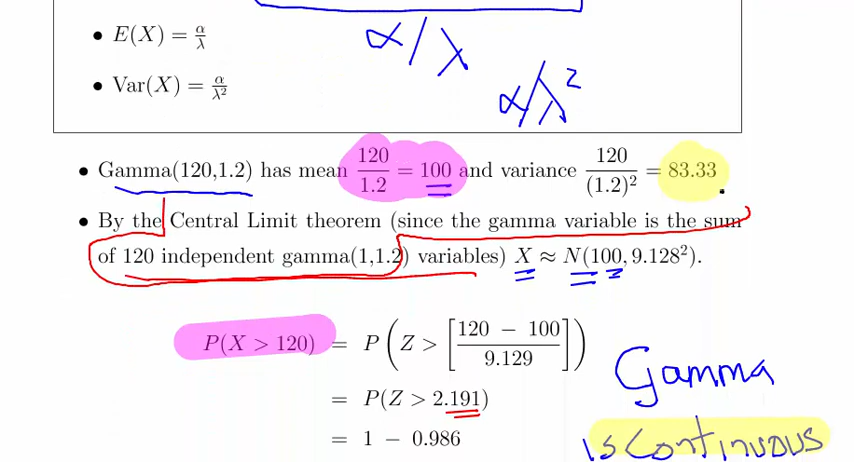 • E(X) = α/λ
α/λ
• Var(X) = α/λ²
α/λ²
• Gamma(120,1.2) has mean 120/1.2 = 100 and variance 120/(1.2)² = 83.33
• By the Central Limit theorem (since the gamma variable is the sum
of 120 independent gamma(1,1.2) variables) X ≈ N(100, 9.128²).
P(X > 120) = P(Z > [120 − 100 / 9.129])
= P(Z > 2.191)
= 1 − 0.986
Gamma
is continuous